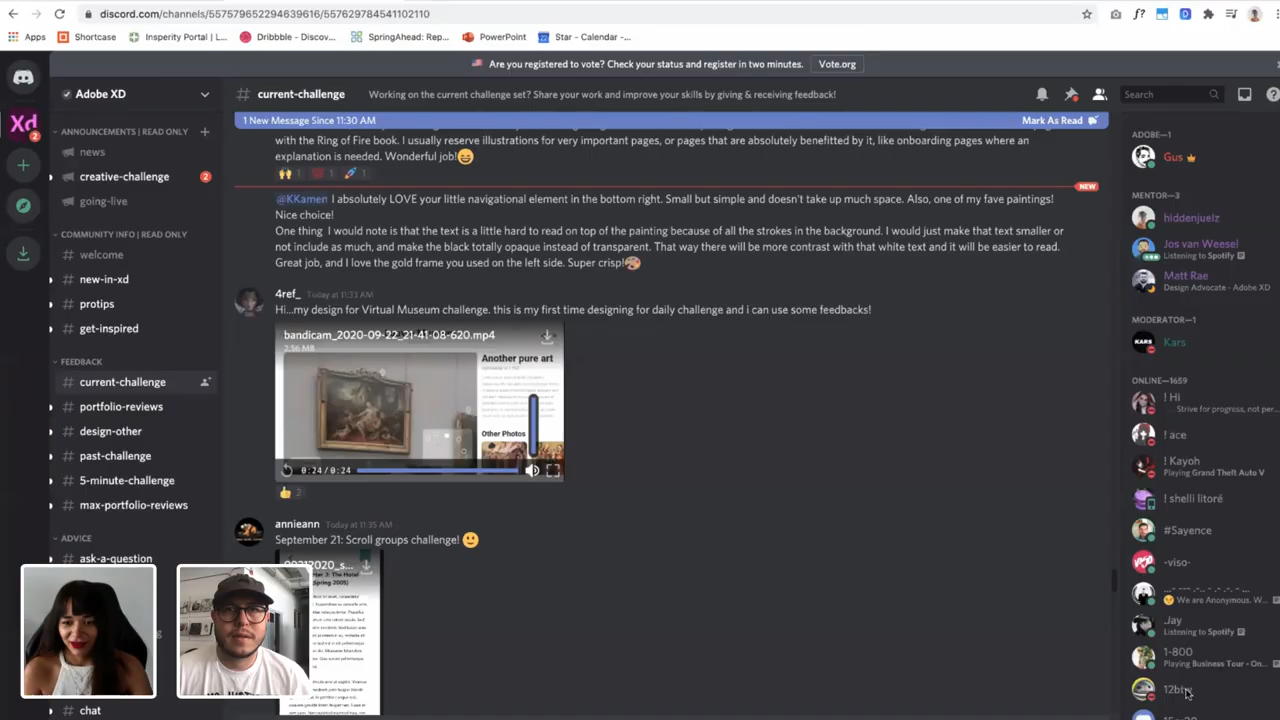 discord.com/channels/557579652294639616/557629784541102110
Apps
Shortcase
Insperity Portal | L...
Dribbble - Discov...
SpringAhead: Rep...
PowerPoint
Star - Calendar -...
Are you registered to vote? Check your status and register in two minutes.
Vote.org
Adobe XD
# current-challenge
Working on the current challenge set? Share your work and improve your skills by giving & receiving feedback!
Search
1 New Message Since 11:30 AM
Mark As Read
Xd
2
ANNOUNCEMENTS | READ ONLY
news
creative-challenge
2
going-live
COMMUNITY INFO | READ ONLY
# welcome
# new-in-xd
# protips
# get-inspired
FEEDBACK
# current-challenge
# portfolio-reviews
# design-other
# past-challenge
# 5-minute-challenge
# max-portfolio-reviews
ADVICE
# ask-a-question
# chat
with the Ring of Fire book. I usually reserve illustrations for very important pages, or pages that are absolutely benefitted by it, like onboarding pages where an
explanation is needed. Wonderful job!😄
1 1 1
NEW
@KKamen I absolutely LOVE your little navigational element in the bottom right. Small but simple and doesn't take up much space. Also, one of my fave paintings!
Nice choice!
One thing I would note is that the text is a little hard to read on top of the painting because of all the strokes in the background. I would just make that text smaller
or not include as much, and make the black totally opaque instead of transparent. That way there will be more contrast with that white text and it will be easier to read.
Great job, and I love the gold frame you used on the left side. Super crisp!🎨
4ref_ Today at 11:33 AM
Hi...my design for Virtual Museum challenge. this is my first time designing for daily challenge and i can use some feedbacks!
bandicam_2020-09-22_21-41-08-620.mp4
2.56 MB
Another pure art
Other Photos
0:24 / 0:24
👍 2
annieann Today at 11:35 AM
September 21: Scroll groups challenge! 🙂
ter 3: The Hotel
(Spring 2005)
ADOBE—1
Gus
MENTOR—3
hiddenjuelz
Jos van Weesel
Listening to Spotify
Matt Rae
Design Advocate - Adobe XD
MODERATOR—1
KARS
Kars
ONLINE—1659
! Hi
Strive for progress, not per...
! ace
! Kayoh
Playing Grand Theft Auto V
! shelli litoré
#Sayence
VISO
-viso-
We are Anonymous. W...
Jay
Listening to Spotify
1-800
Playing Business Tour - On...